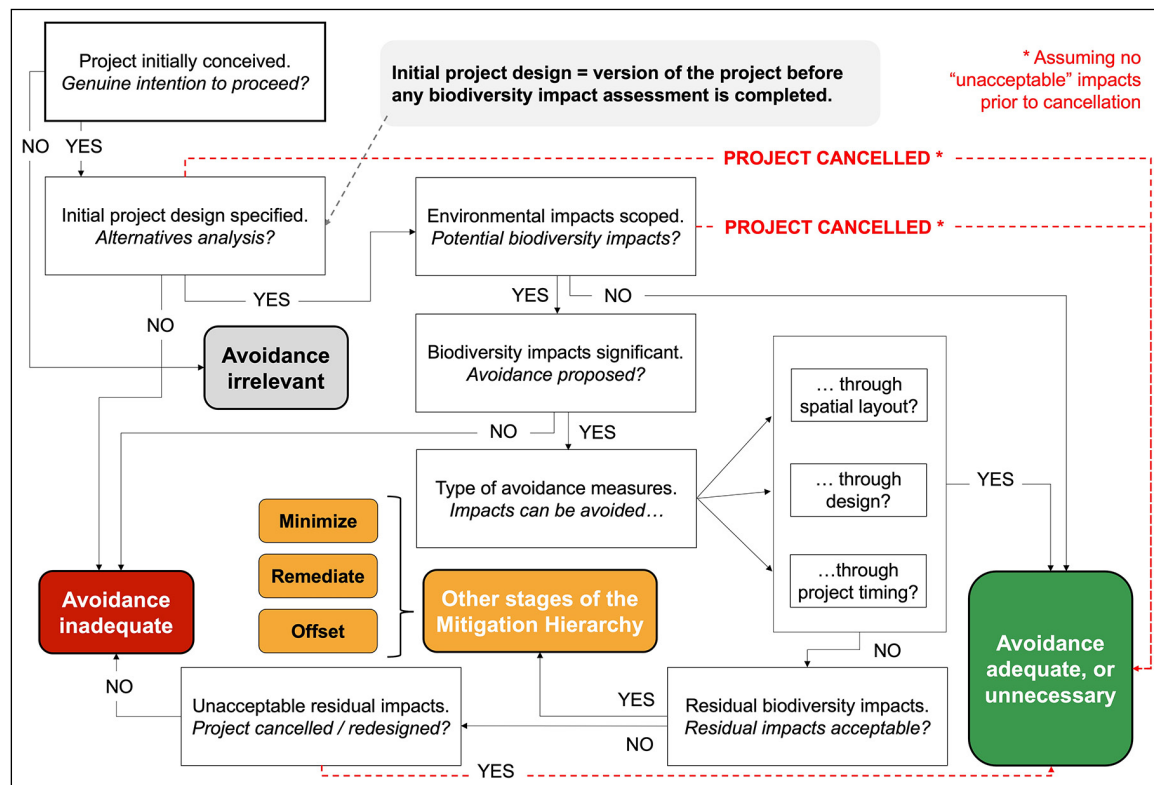 Project initially conceived.
Genuine intention to proceed?
Initial project design = version of the project before
any biodiversity impact assessment is completed.
* Assuming no
“unacceptable” impacts
prior to cancellation
NO
YES
PROJECT CANCELLED *
Initial project design specified.
Alternatives analysis?
Environmental impacts scoped.
Potential biodiversity impacts?
PROJECT CANCELLED *
YES
NO
YES
NO
Avoidance
irrelevant
Biodiversity impacts significant.
Avoidance proposed?
… through
spatial layout?
NO
YES
Type of avoidance measures.
Impacts can be avoided…
… through
design?
YES
Minimize
Remediate
Offset
Other stages of the
Mitigation Hierarchy
…through
project timing?
Avoidance
inadequate
Avoidance
adequate, or
unnecessary
NO
NO
Unacceptable residual impacts.
Project cancelled / redesigned?
YES
NO
Residual biodiversity impacts.
Residual impacts acceptable?
YES